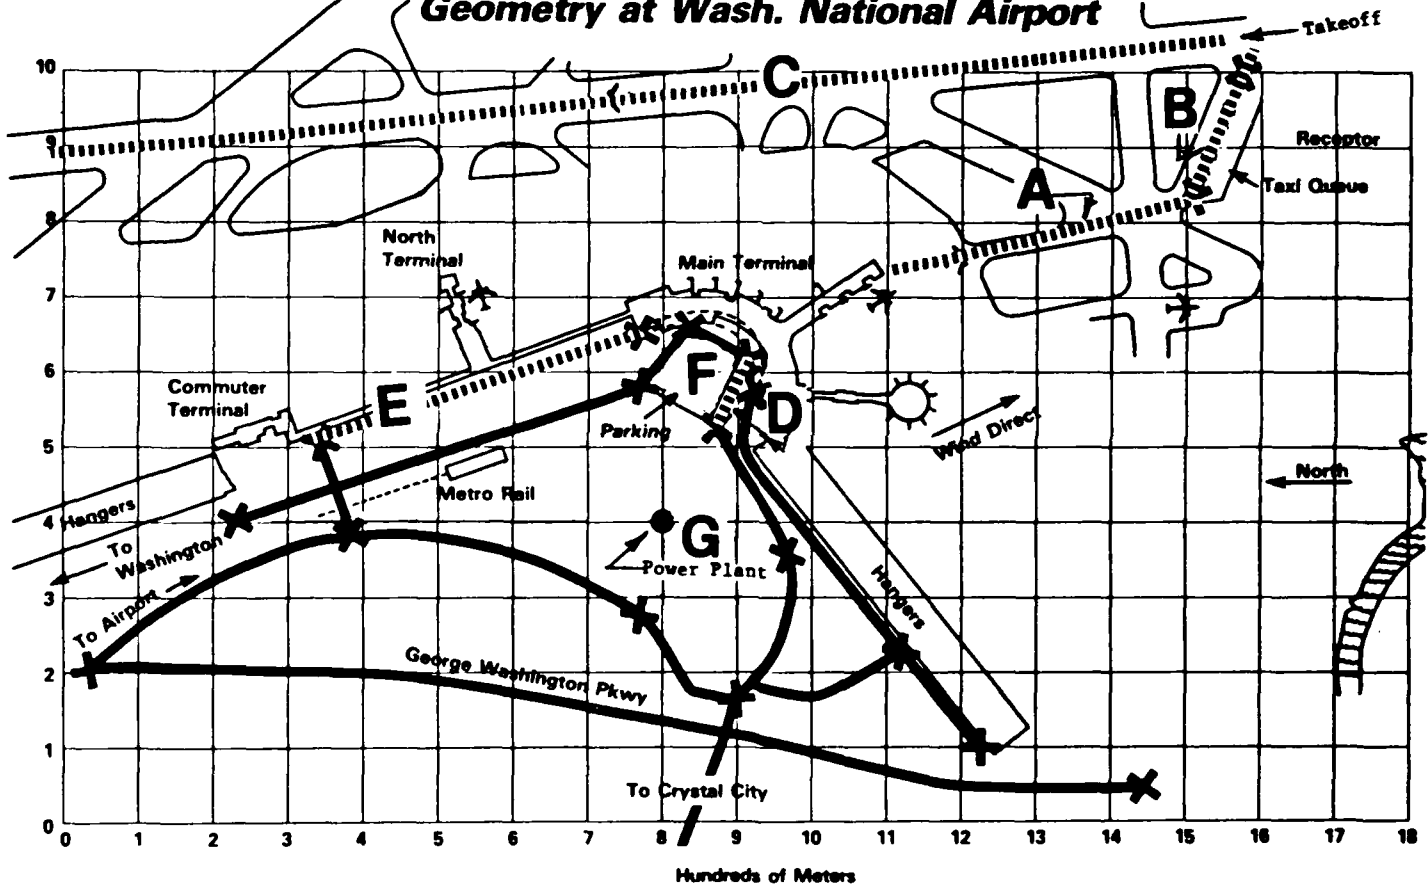 Geometry at Wash. National Airport
Takeoff
C
B
Receptor
Taxi Queue
A
North
Terminal
Main Terminal
Commuter
Terminal
E
F
D
Parking
Wind Direct
North
Metro Rail
Hangers
To
Washington
G
Power Plant
To Airport
Hangers
George Washington Pkwy
To Crystal City
10
9
8
7
6
5
4
3
2
1
0
0 1 2 3 4 5 6 7 8 9 10 11 12 13 14 15 16 17 18
Hundreds of Meters